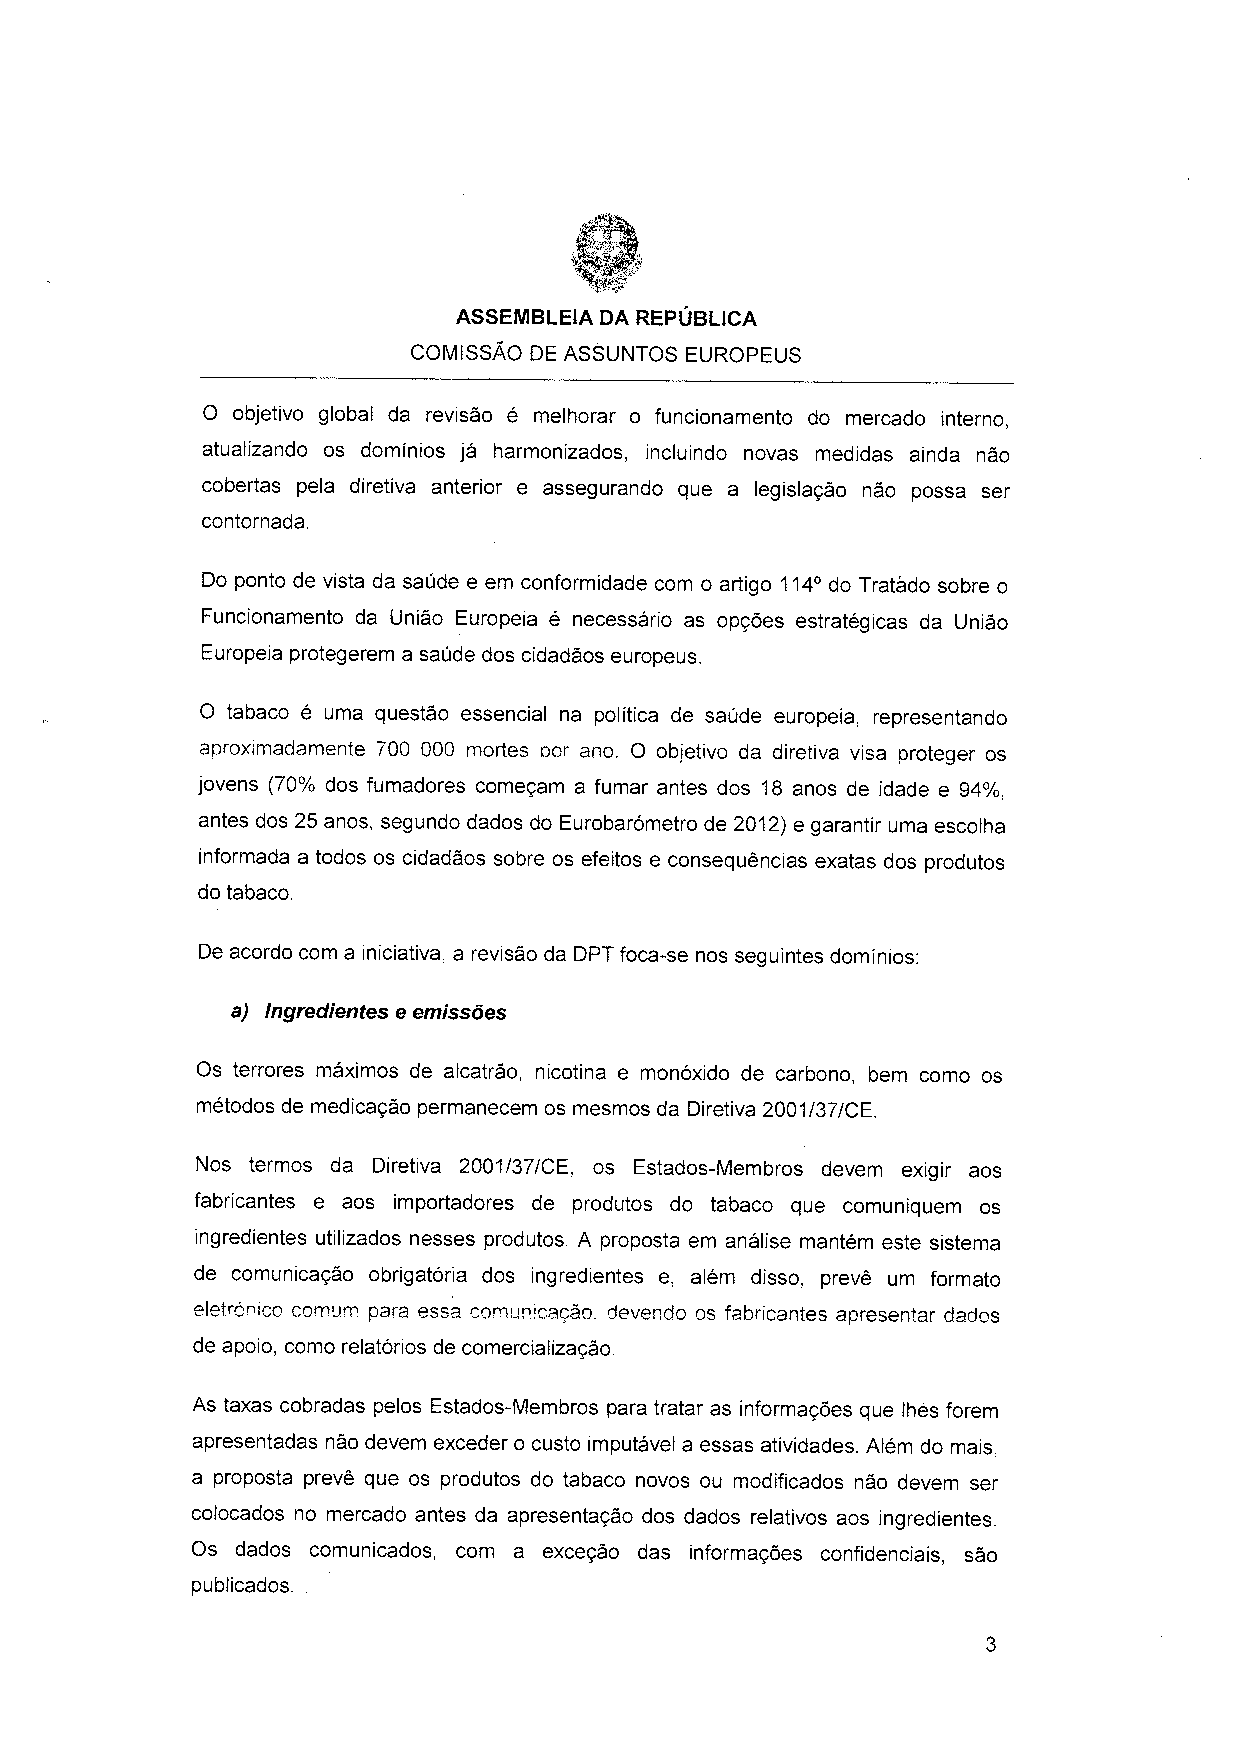 ASSEMBLEIA DA REPÚBLICA
COMISSÃO DE ASSUNTOS EUROPEUS
O objetivo global da revisão é melhorar o funcionamento do mercado interno,
atualizando os domínios já harmonizados, incluindo novas medidas ainda não
cobertas pela diretiva anterior e assegurando que a legislação não possa ser
contornada.
Do ponto de vista da saúde e em conformidade com o artigo 114º do Tratado sobre o
Funcionamento da União Europeia é necessário as opções estratégicas da União
Europeia protegerem a saúde dos cidadãos europeus.
O tabaco é uma questão essencial na política de saúde europeia, representando
aproximadamente 700 000 mortes por ano. O objetivo da diretiva visa proteger os
jovens (70% dos fumadores começam a fumar antes dos 18 anos de idade e 94%,
antes dos 25 anos, segundo dados do Eurobarómetro de 2012) e garantir uma escolha
informada a todos os cidadãos sobre os efeitos e consequências exatas dos produtos
do tabaco.
De acordo com a iniciativa, a revisão da DPT foca-se nos seguintes domínios:
a) Ingredientes e emissões
Os terrores máximos de alcatrão, nicotina e monóxido de carbono, bem como os
métodos de medicação permanecem os mesmos da Diretiva 2001/37/CE.
Nos termos da Diretiva 2001/37/CE, os Estados-Membros devem exigir aos
fabricantes e aos importadores de produtos do tabaco que comuniquem os
ingredientes utilizados nesses produtos. A proposta em análise mantém este sistema
de comunicação obrigatória dos ingredientes e, além disso, prevê um formato
eletrónico comum para essa comunicação, devendo os fabricantes apresentar dados
de apoio, como relatórios de comercialização.
As taxas cobradas pelos Estados-Membros para tratar as informações que lhes forem
apresentadas não devem exceder o custo imputável a essas atividades. Além do mais,
a proposta prevê que os produtos do tabaco novos ou modificados não devem ser
colocados no mercado antes da apresentação dos dados relativos aos ingredientes.
Os dados comunicados, com a exceção das informações confidenciais, são
publicados.
3